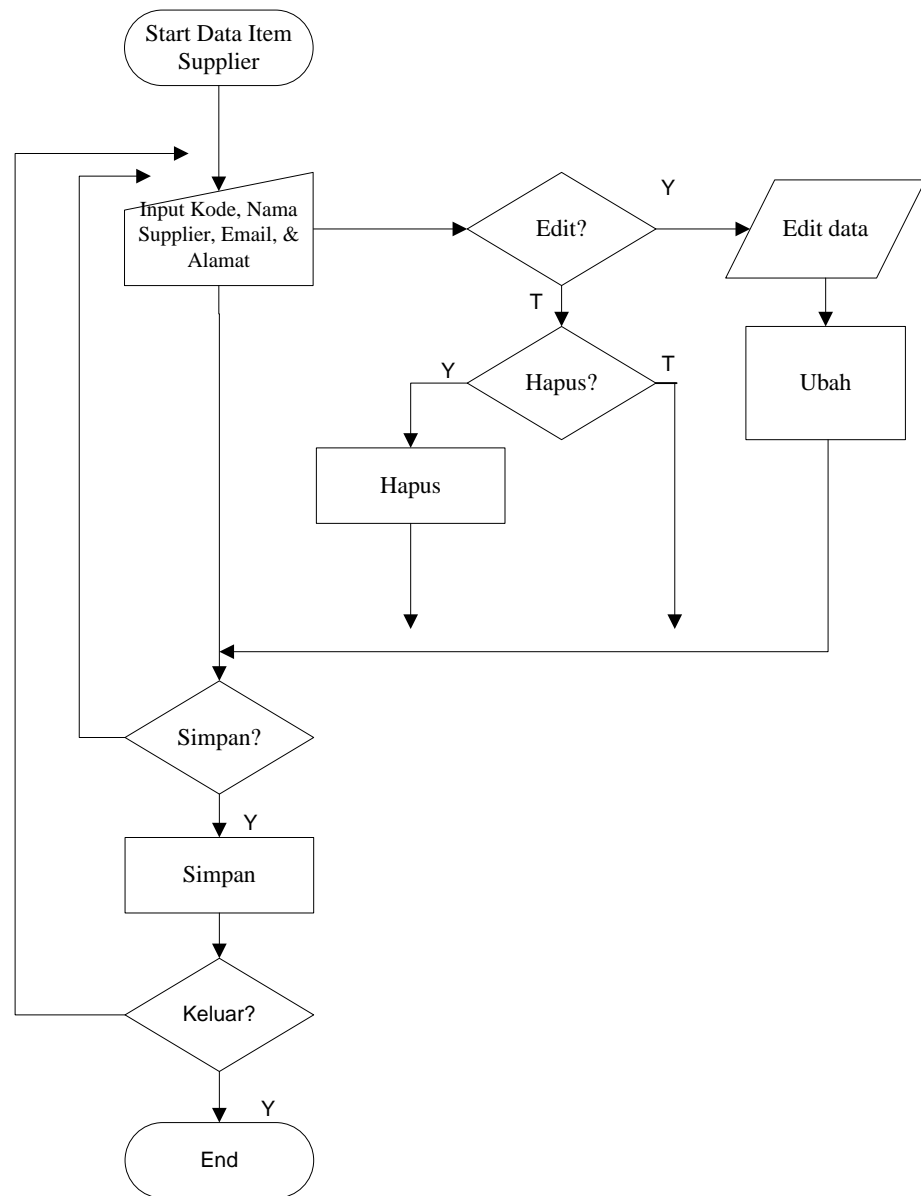 Start Data Item
Supplier
Input Kode, Nama
Supplier, Email, &
Alamat
Edit?
Y
Edit data
T
Y
Hapus?
T
Ubah
Hapus
Simpan?
Y
Simpan
Keluar?
Y
End